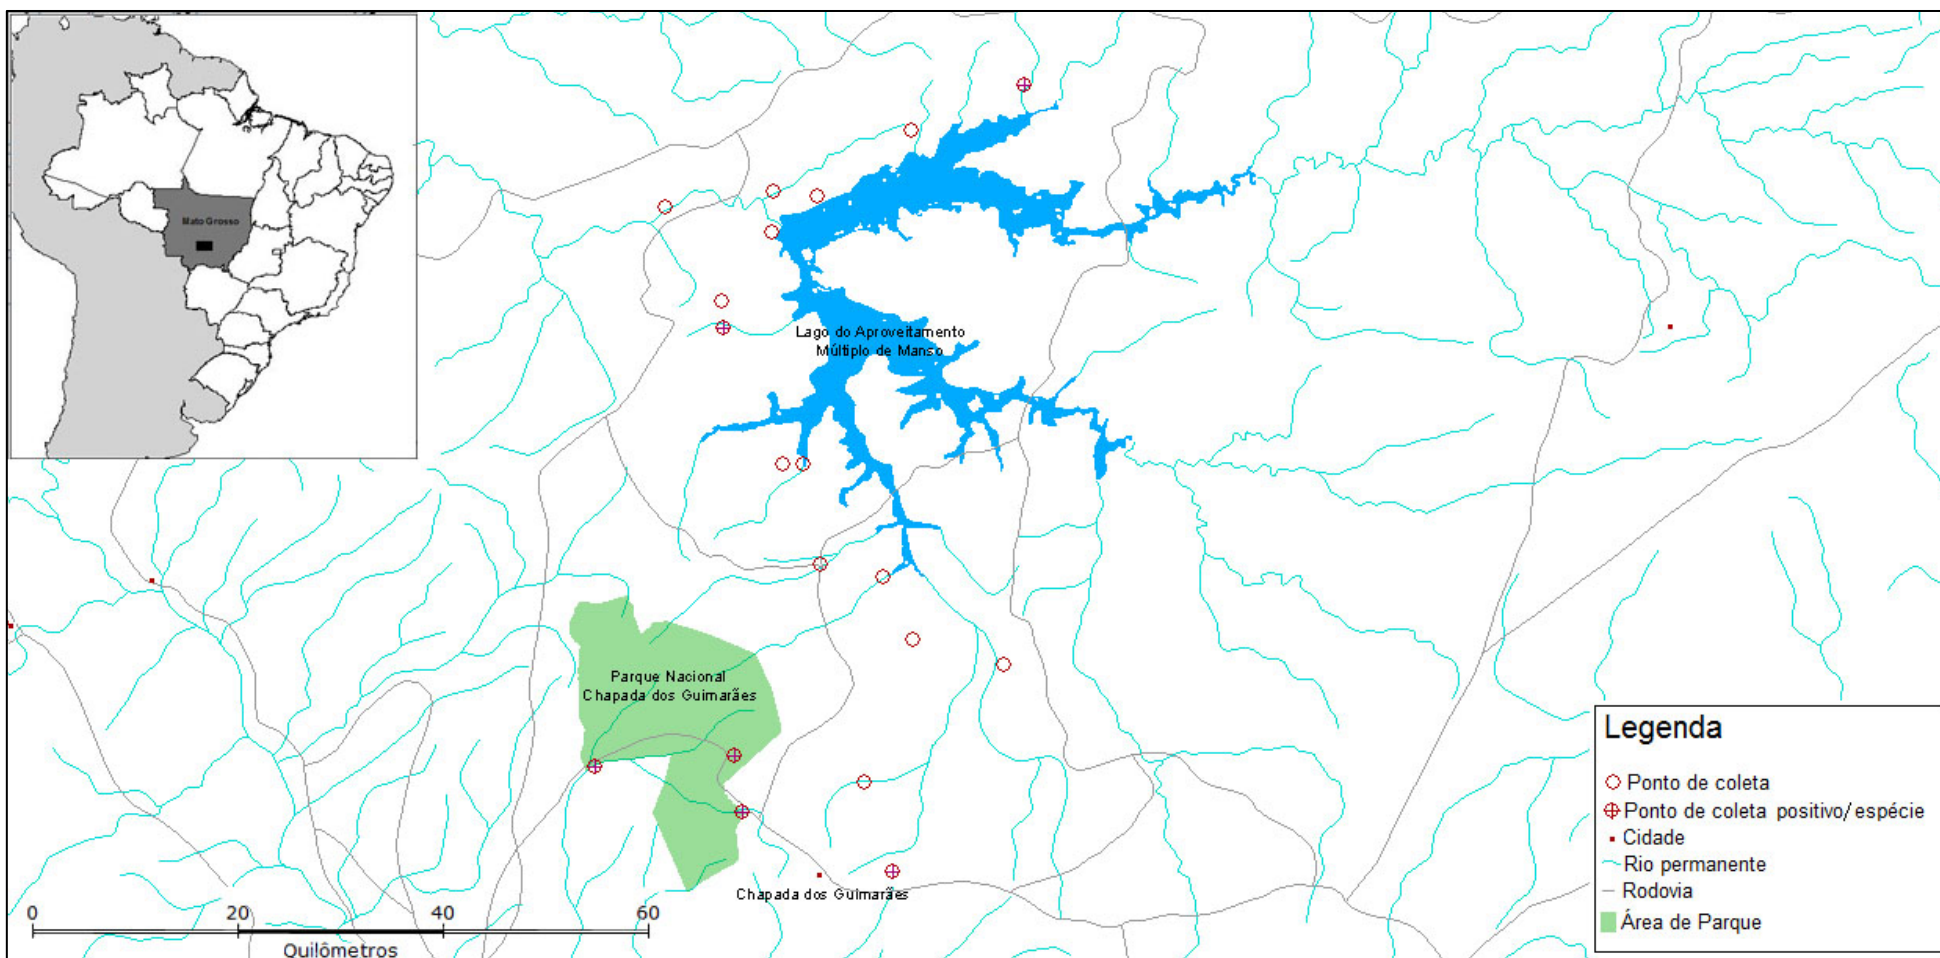 Mato Grosso
Lago do Aproveitamento
Múltiplo de Manso
Parque Nacional
Chapada dos Guimarães
Chapada dos Guimarães
0 20 40 60
Quilômetros
Legenda
Ponto de coleta
Ponto de coleta positivo/espécie
Cidade
Rio permanente
Rodovia
Área de Parque